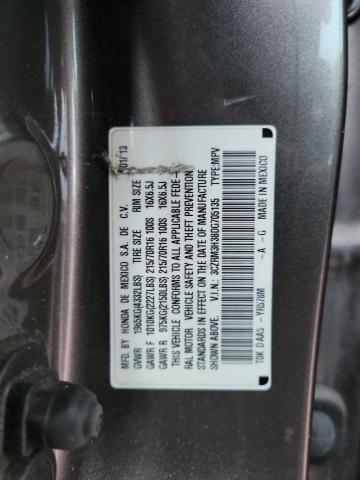 MFD. BY HONDA DE MEXICO S.A. DE C.V. 01/13
GVWR 1965KG(4332LBS) TIRE SIZE RIM SIZE
GAWR F 1010KG(2227LBS) 215/70R16 100S 16X6.5J
GAWR R 975KG(2150LBS) 215/70R16 100S 16X6.5J
THIS VEHICLE CONFORMS TO ALL APPLICABLE FEDE-
RAL MOTOR VEHICLE SAFETY AND THEFT PREVENTION
STANDARDS IN EFFECT ON THE DATE OF MANUFACTURE
SHOWN ABOVE. V.I.N.: 3CZRM3H38DG705135 TYPE:MPV
T0K DAA5 -YR578M -A -G MADE IN MEXICO